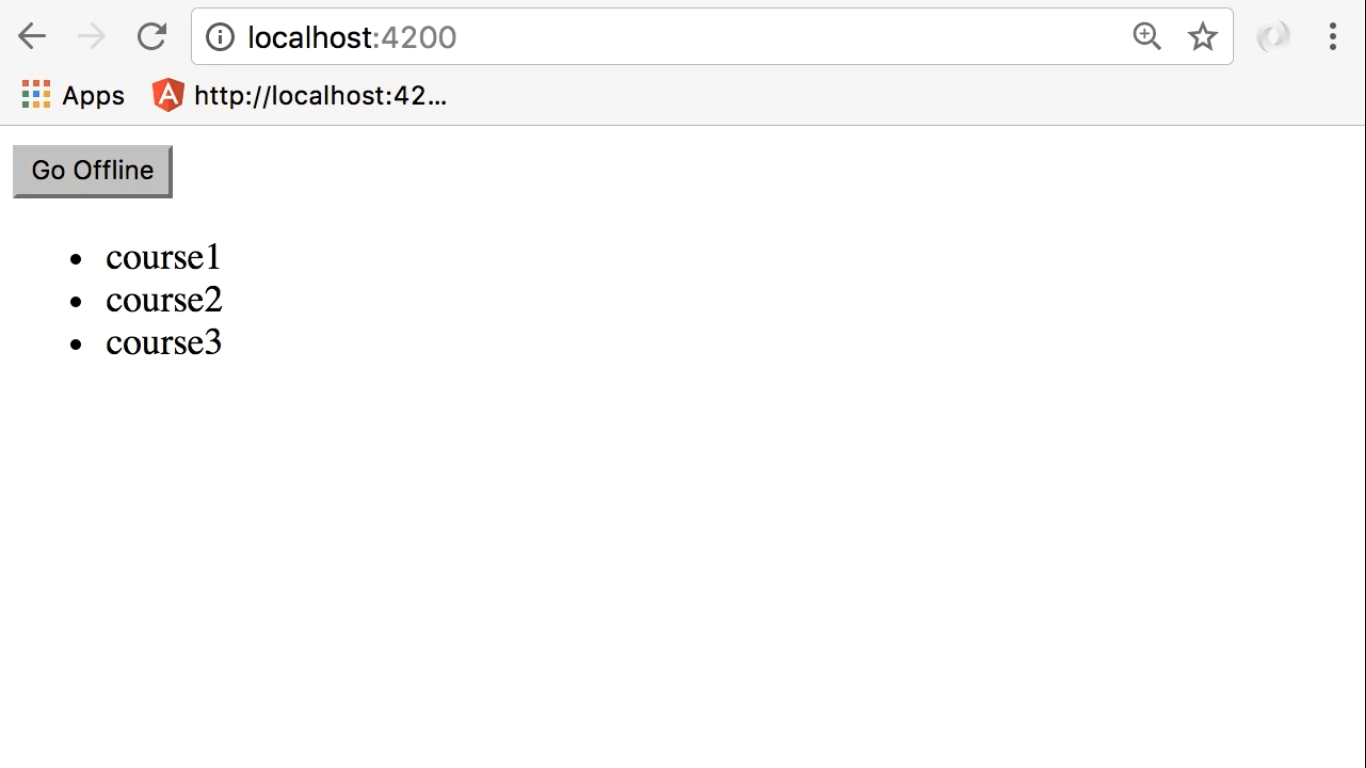 localhost:4200
Apps http://localhost:42...
Go Offline
• course1
• course2
• course3